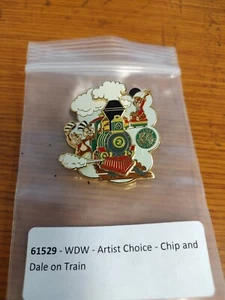 61529 - WDW - Artist Choice - Chip and
Dale on Train